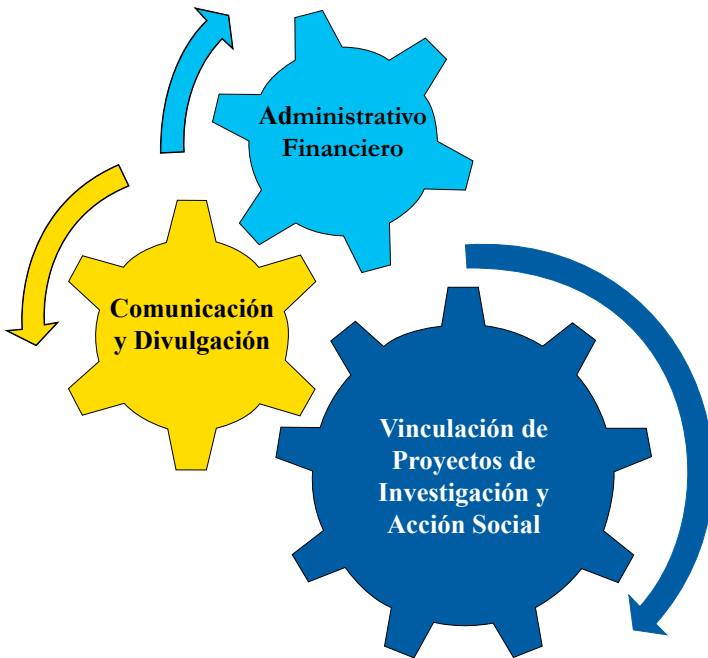 Administrativo
Financiero
Comunicación
y Divulgación
Vinculación de
Proyectos de
Investigación y
Acción Social